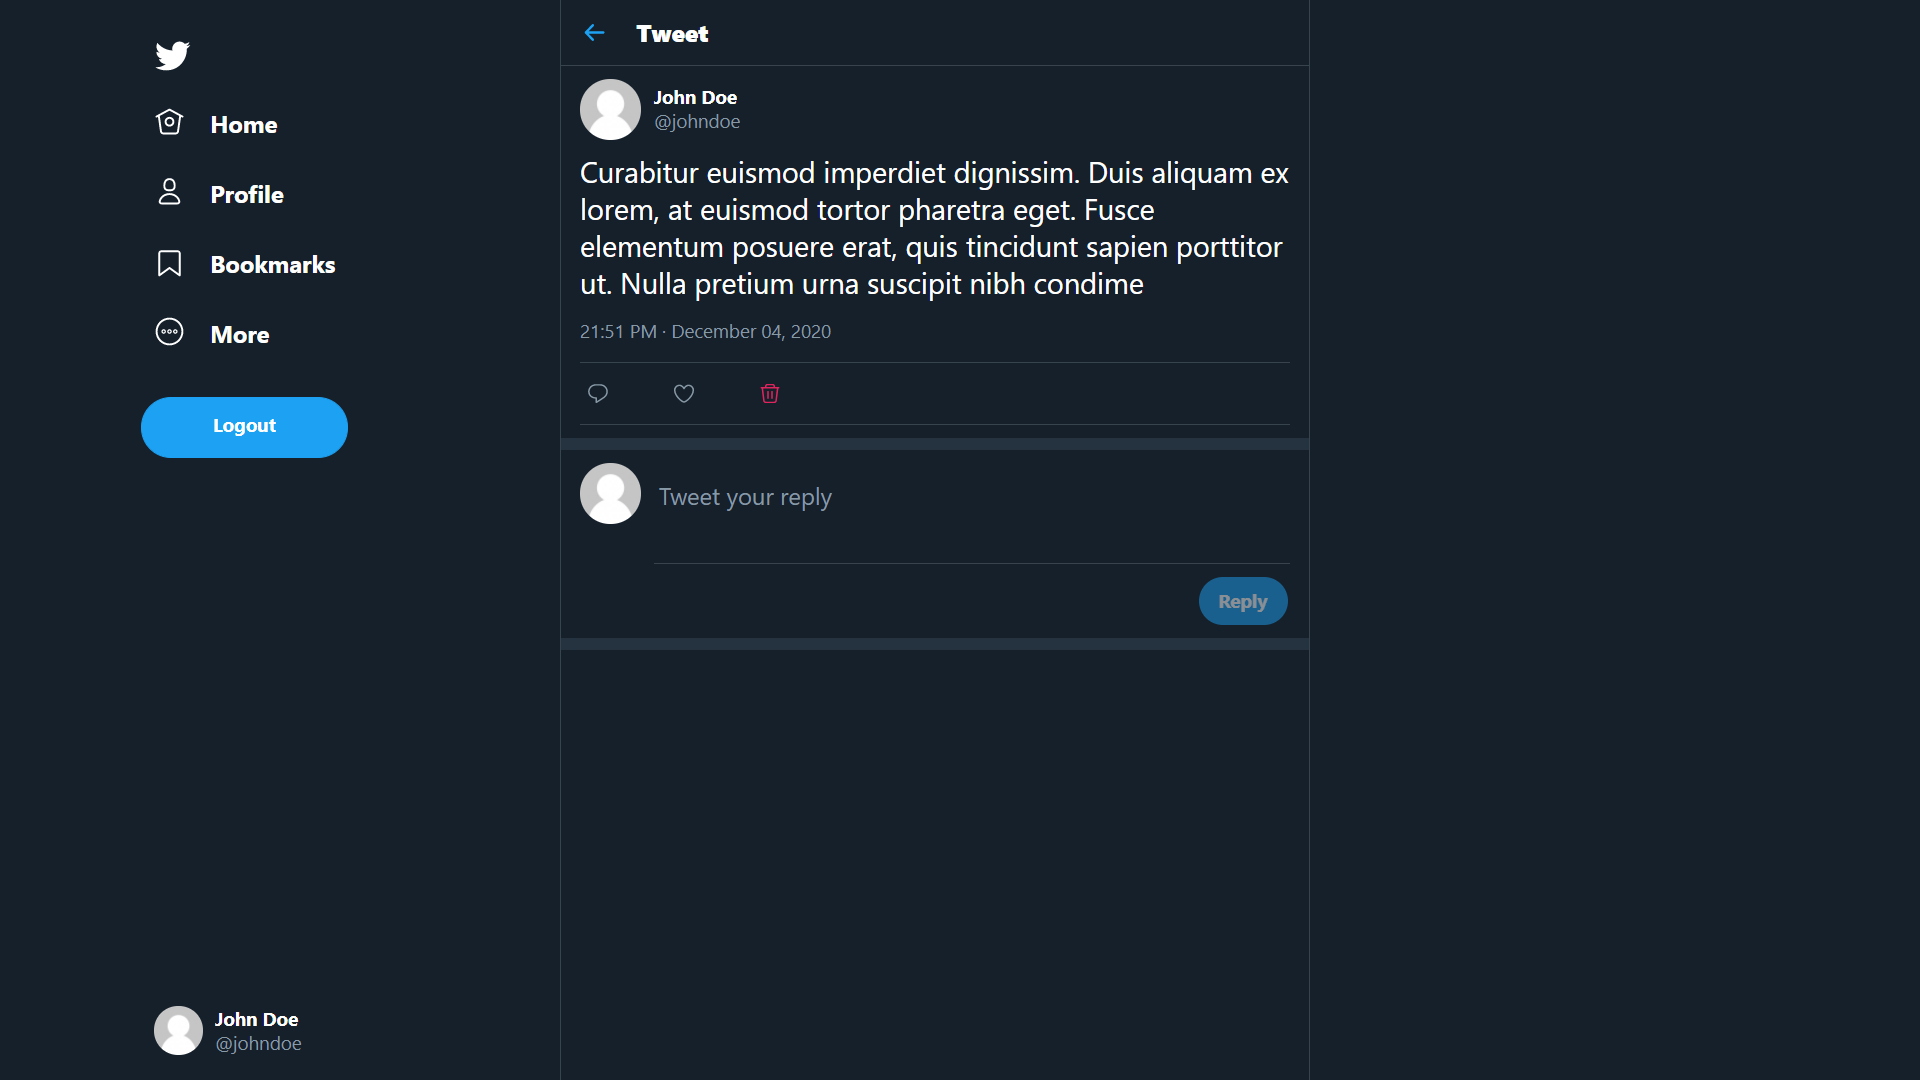 Home
Profile
Bookmarks
More
Logout
John Doe
@johndoe
Tweet
John Doe
@johndoe
Curabitur euismod imperdiet dignissim. Duis aliquam ex
lorem, at euismod tortor pharetra eget. Fusce
elementum posuere erat, quis tincidunt sapien porttitor
ut. Nulla pretium urna suscipit nibh condime
21:51 PM · December 04, 2020
Tweet your reply
Reply